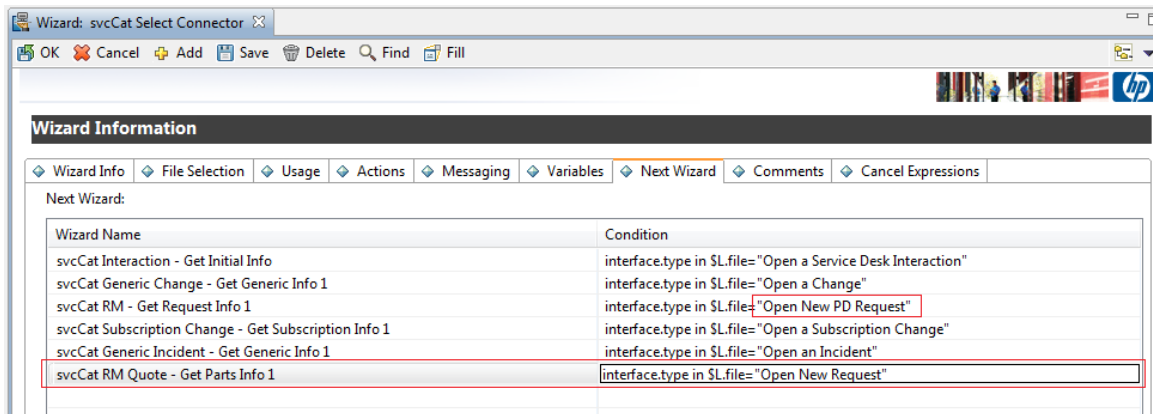 Wizard: svcCat Select Connector
OK Cancel Add Save Delete Find Fill
hp
Wizard Information
Wizard Info File Selection Usage Actions Messaging Variables Next Wizard Comments Cancel Expressions
Next Wizard:
Wizard Name Condition
svcCat Interaction - Get Initial Info interface.type in $L.file="Open a Service Desk Interaction"
svcCat Generic Change - Get Generic Info 1 interface.type in $L.file="Open a Change"
svcCat RM - Get Request Info 1 interface.type in $L.file="Open New PD Request"
svcCat Subscription Change - Get Subscription Info 1 interface.type in $L.file="Open a Subscription Change"
svcCat Generic Incident - Get Generic Info 1 interface.type in $L.file="Open an Incident"
svcCat RM Quote - Get Parts Info 1 interface.type in $L.file="Open New Request"